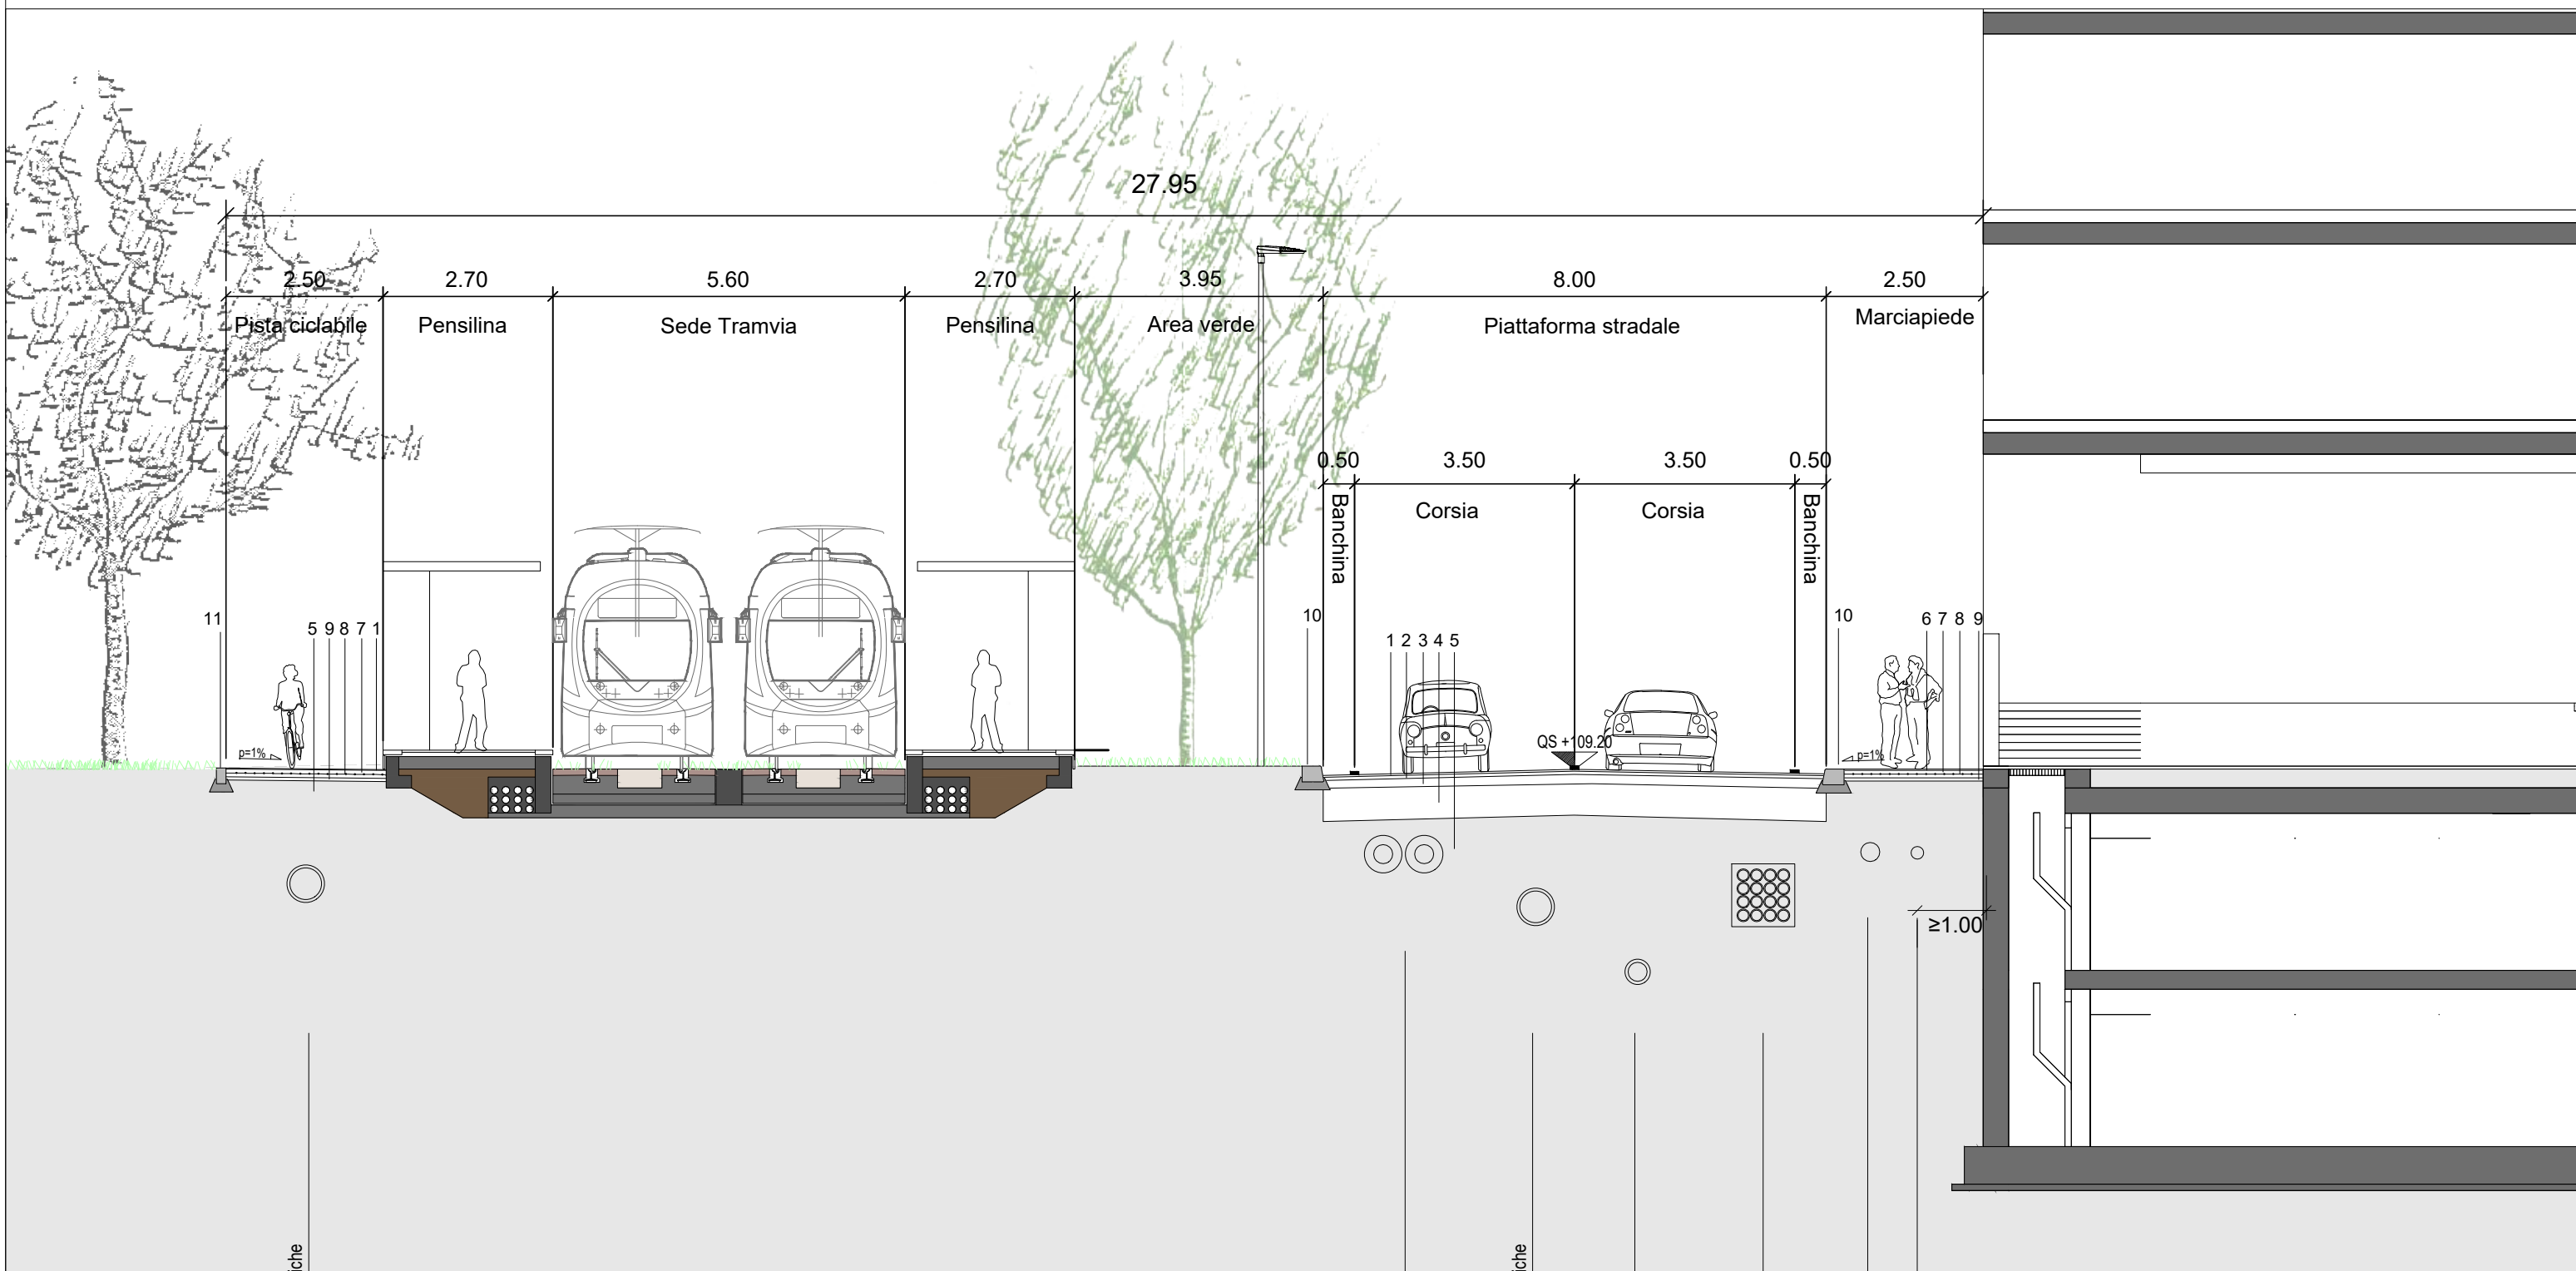 27.95
2.50 2.70 5.60 2.70 3.95 8.00 2.50
Pista ciclabile Pensilina Sede Tramvia Pensilina Area verde Piattaforma stradale Marciapiede
0.50 3.50 3.50 0.50
Banchina Corsia Corsia Banchina
11 5 9 8 7 1 10 1 2 3 4 5 10 6 7 8 9
p=1% QS +109.20 p=1%
≥1.00
iche iche